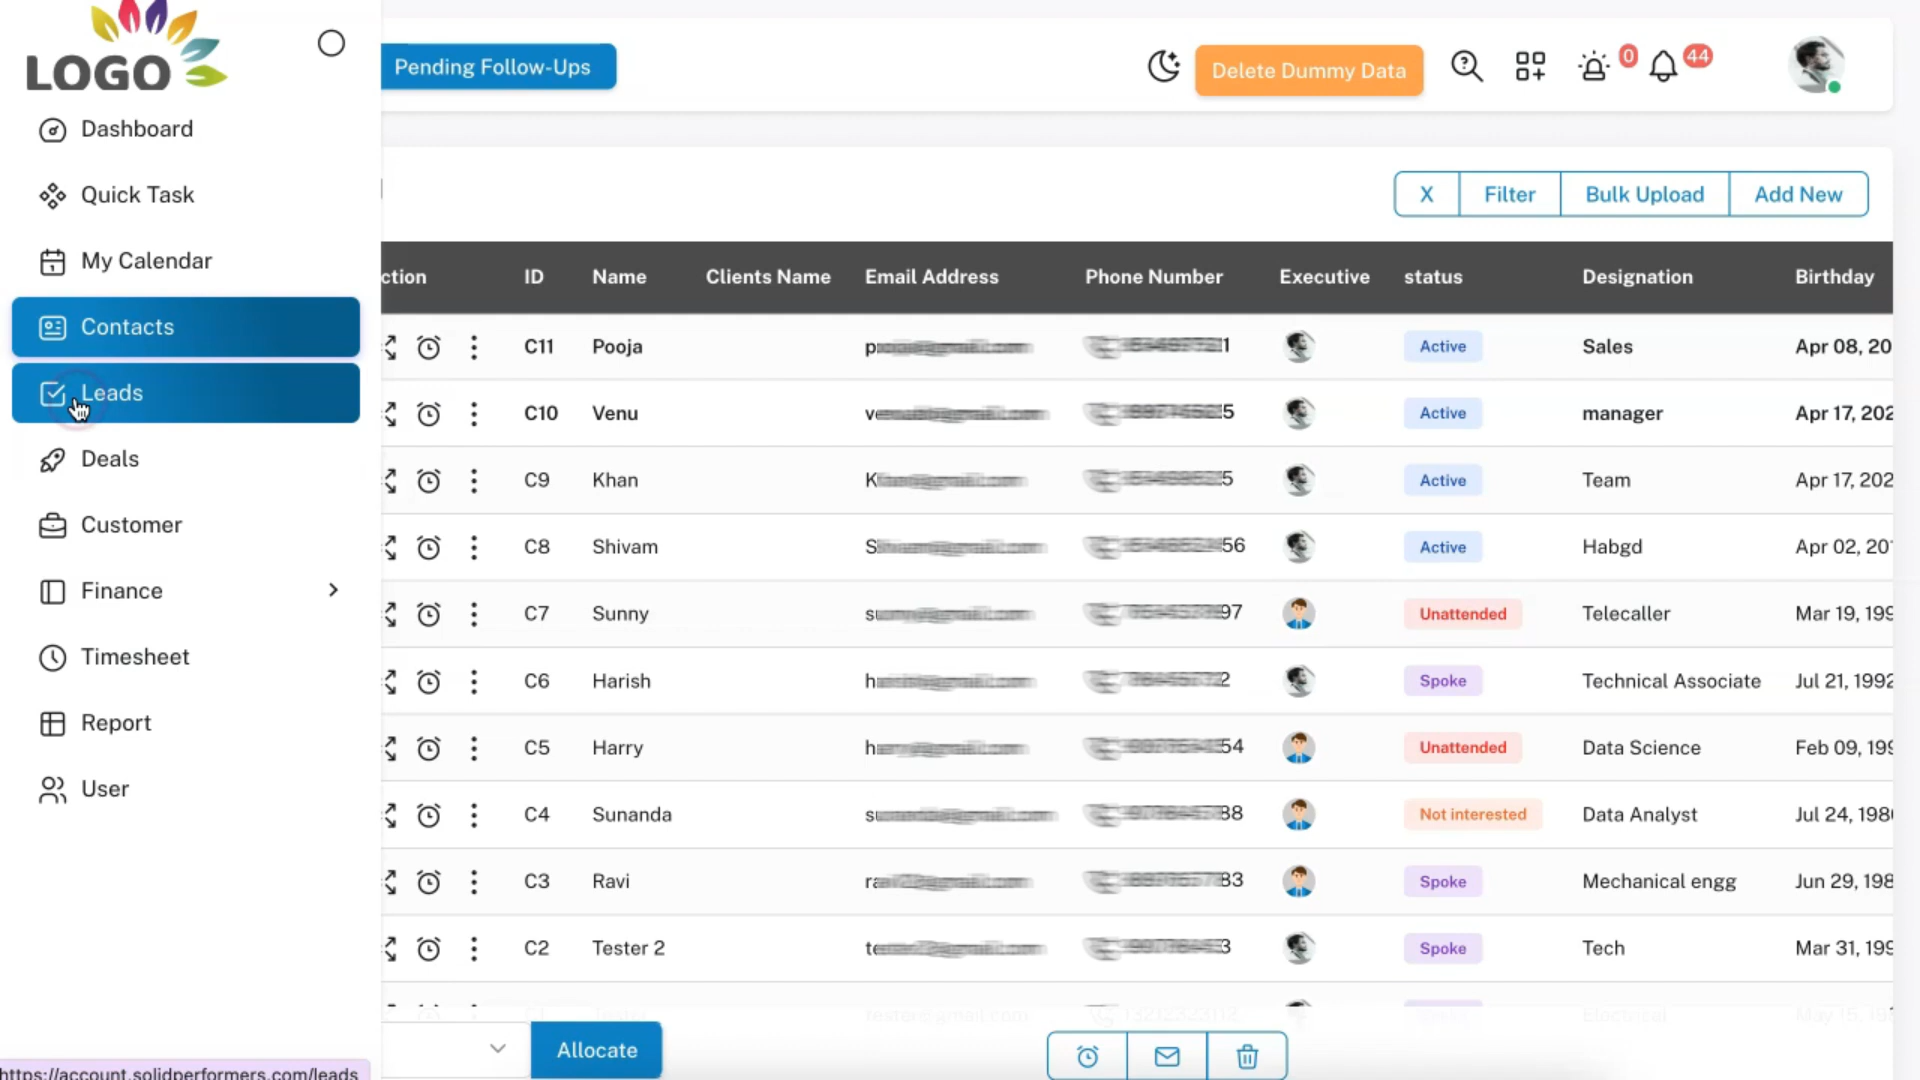 LOGO
Dashboard
Quick Task
My Calendar
Contacts
Leads
Deals
Customer
Finance
Timesheet
Report
User
https://account.solidperformers.com/leads
Pending Follow-Ups
Delete Dummy Data
0
44
X Filter Bulk Upload Add New
ction ID Name Clients Name Email Address Phone Number Executive status Designation Birthday
C11 Pooja Active Sales Apr 08, 20
C10 Venu Active manager Apr 17, 202
C9 Khan Active Team Apr 17, 202
C8 Shivam Active Habgd Apr 02, 20
C7 Sunny Unattended Telecaller Mar 19, 199
C6 Harish Spoke Technical Associate Jul 21, 1992
C5 Harry Unattended Data Science Feb 09, 199
C4 Sunanda Not interested Data Analyst Jul 24, 198
C3 Ravi Spoke Mechanical engg Jun 29, 198
C2 Tester 2 Spoke Tech Mar 31, 199
Allocate